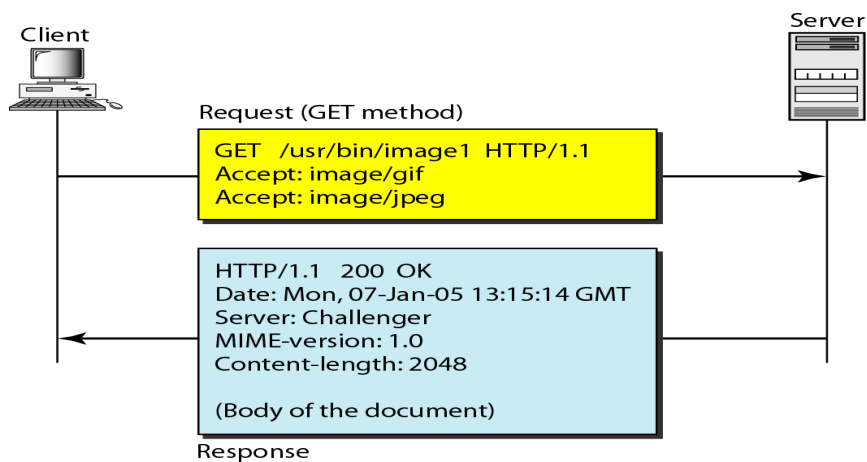 Client
Server
Request (GET method)
GET /usr/bin/image1 HTTP/1.1
Accept: image/gif
Accept: image/jpeg
HTTP/1.1 200 OK
Date: Mon, 07-Jan-05 13:15:14 GMT
Server: Challenger
MIME-version: 1.0
Content-length: 2048
(Body of the document)
Response